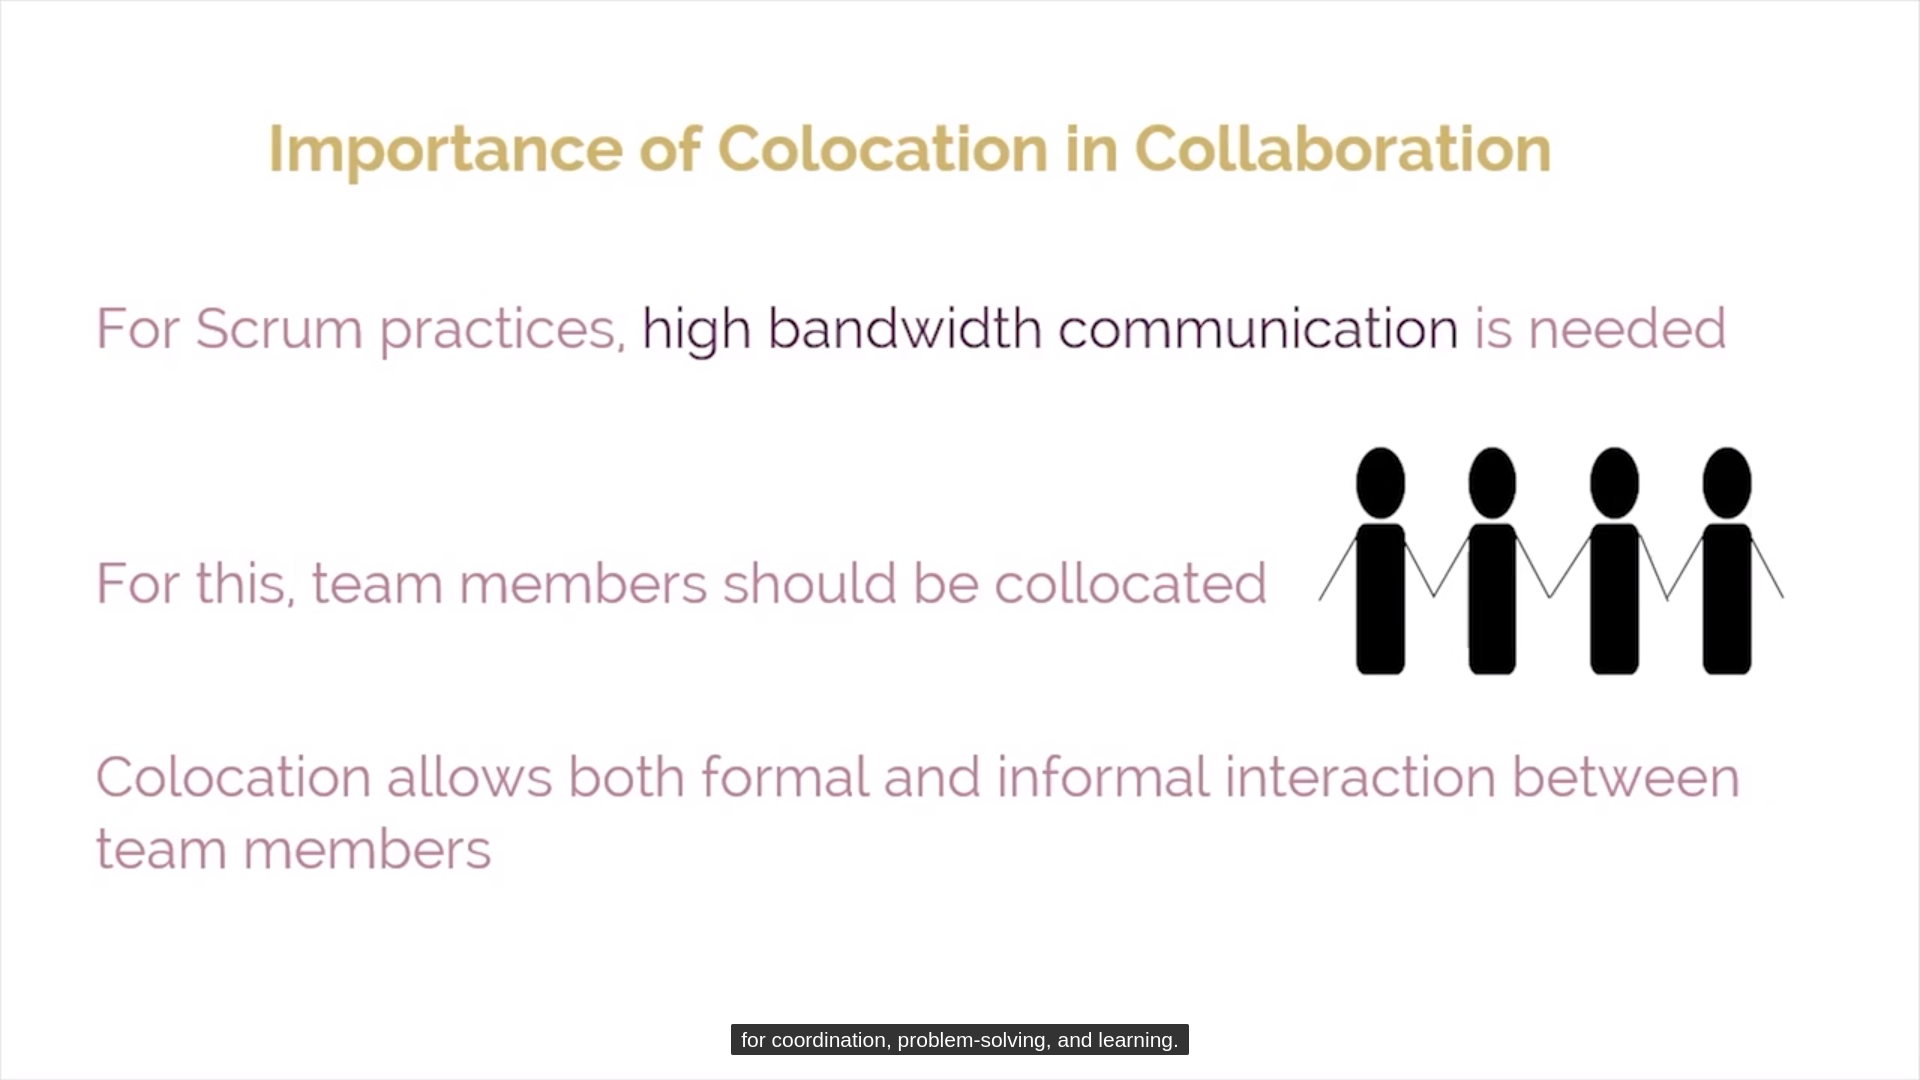 Importance of Colocation in Collaboration
For Scrum practices, high bandwidth communication is needed
For this, team members should be collocated
Colocation allows both formal and informal interaction between
team members
for coordination, problem-solving, and learning.